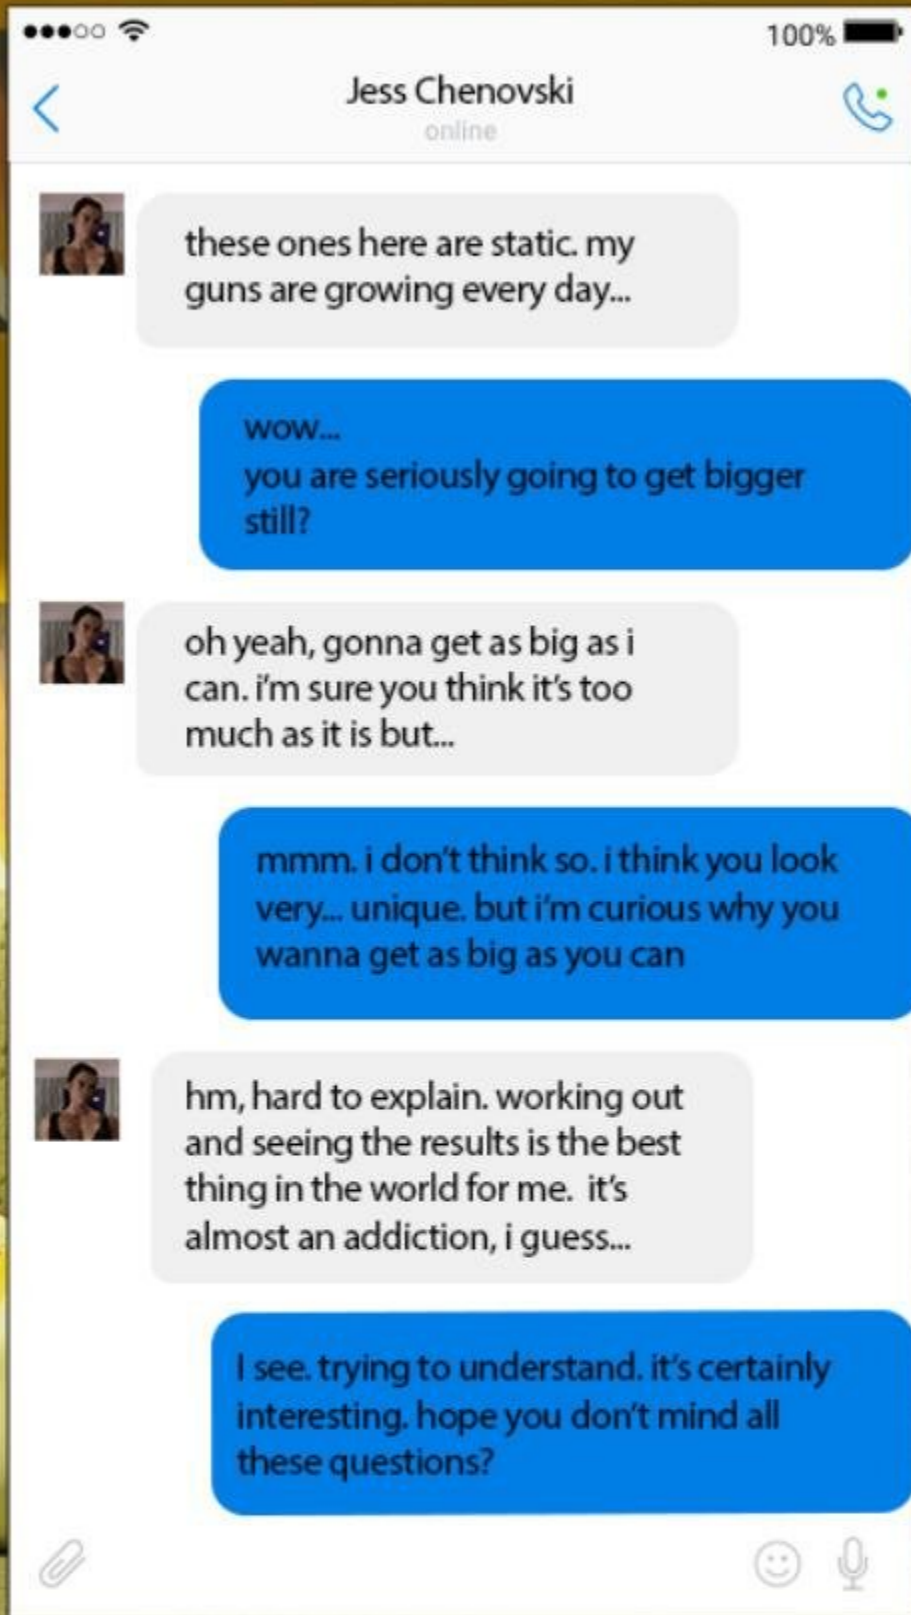 100%
Jess Chenovski
online
these ones here are static. my
guns are growing every day...
wow...
you are seriously going to get bigger
still?
oh yeah, gonna get as big as i
can. i'm sure you think it's too
much as it is but...
mmm. i don't think so. i think you look
very... unique. but i'm curious why you
wanna get as big as you can
hm, hard to explain. working out
and seeing the results is the best
thing in the world for me. it's
almost an addiction, i guess...
I see. trying to understand. it's certainly
interesting. hope you don't mind all
these questions?